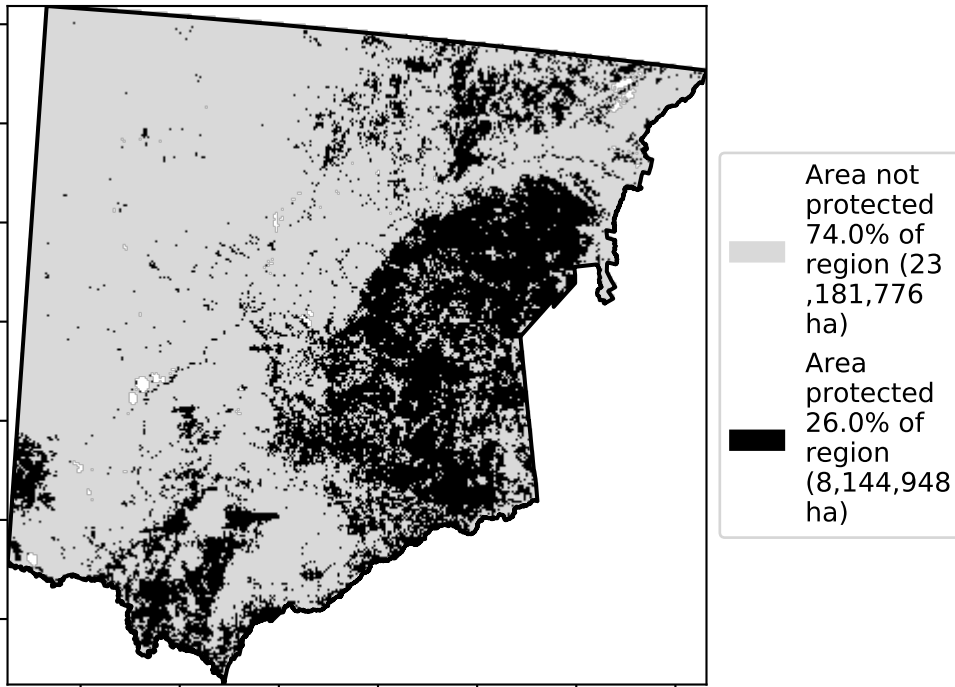 Area not
protected
74.0% of
region (23
,181,776
ha)
Area
protected
26.0% of
region
(8,144,948
ha)